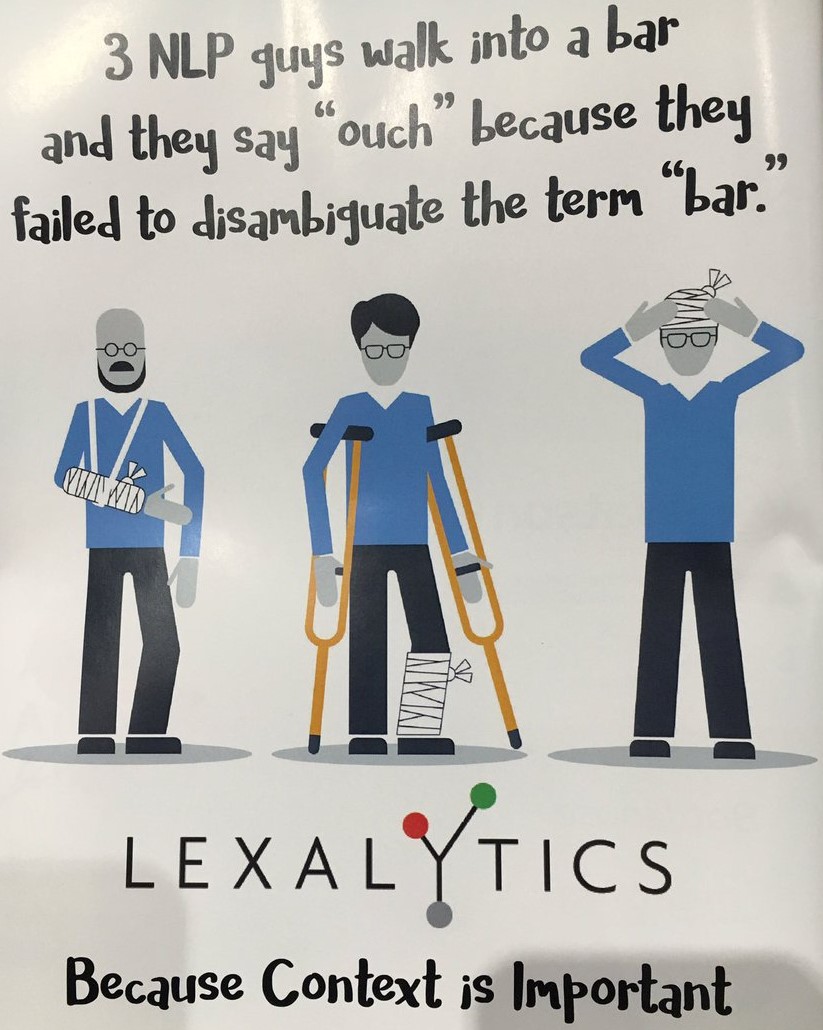 3 NLP guys walk into a bar
and they say “ouch” because they
failed to disambiguate the term “bar.”
LEXALYTICS
Because Context is Important